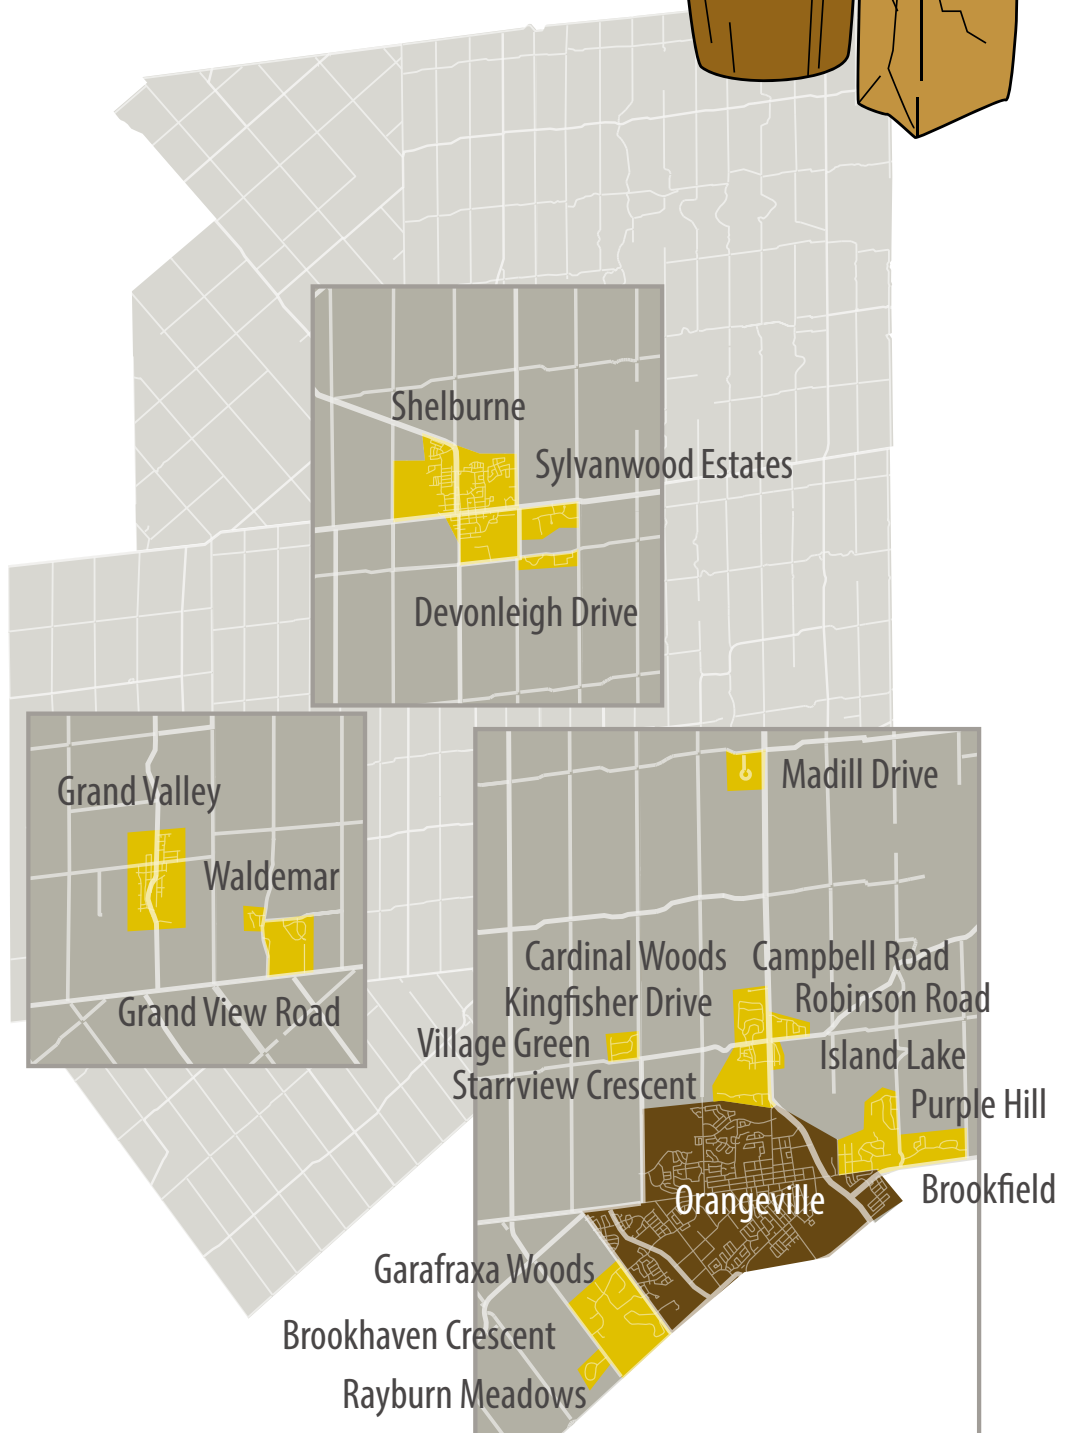 Shelburne
Sylvanwood Estates
Devonleigh Drive
Grand Valley
Waldemar
Grand View Road
Madill Drive
Cardinal Woods
Campbell Road
Kingfisher Drive
Robinson Road
Village Green
Island Lake
Starrview Crescent
Purple Hill
Brookfield
Orangeville
Garafraxa Woods
Brookhaven Crescent
Rayburn Meadows